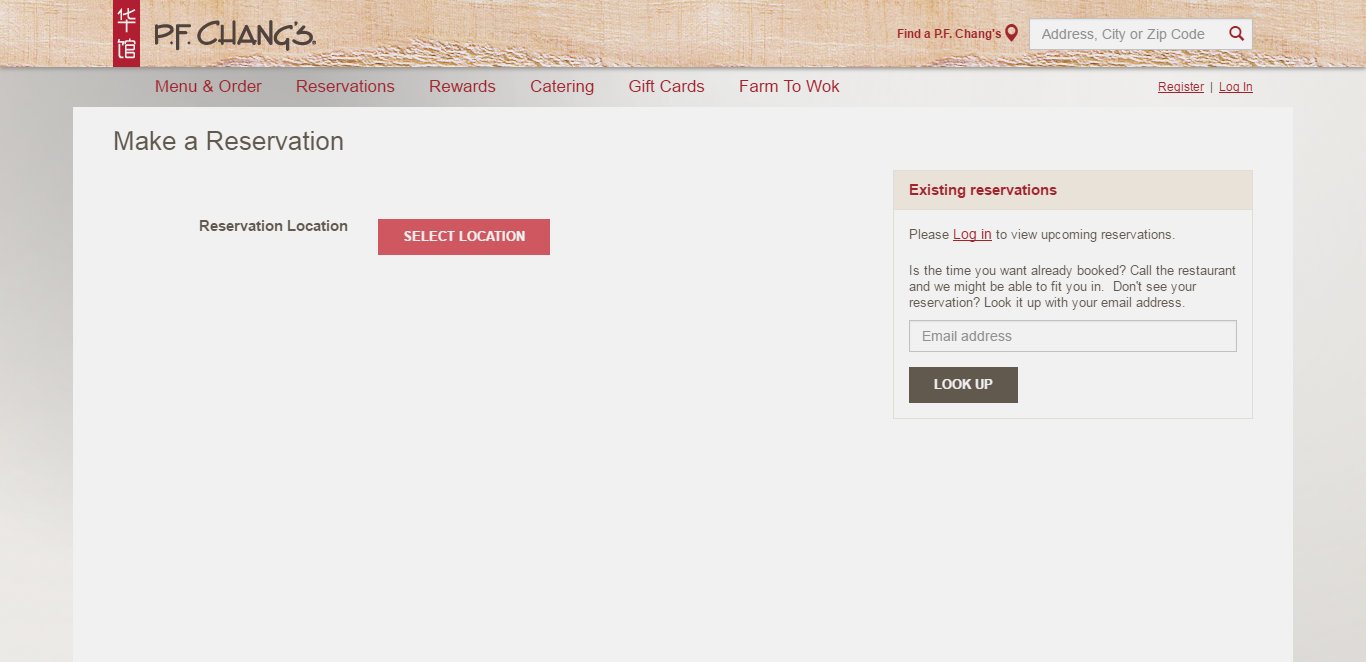 华
馆
P.F. CHANG'S®
Find a P.F. Chang's
Address, City or Zip Code
Menu & Order
Reservations
Rewards
Catering
Gift Cards
Farm To Wok
Register | Log In
Make a Reservation
Reservation Location
SELECT LOCATION
Existing reservations
Please Log in to view upcoming reservations.
Is the time you want already booked? Call the restaurant
and we might be able to fit you in.  Don't see your
reservation? Look it up with your email address.
Email address
LOOK UP